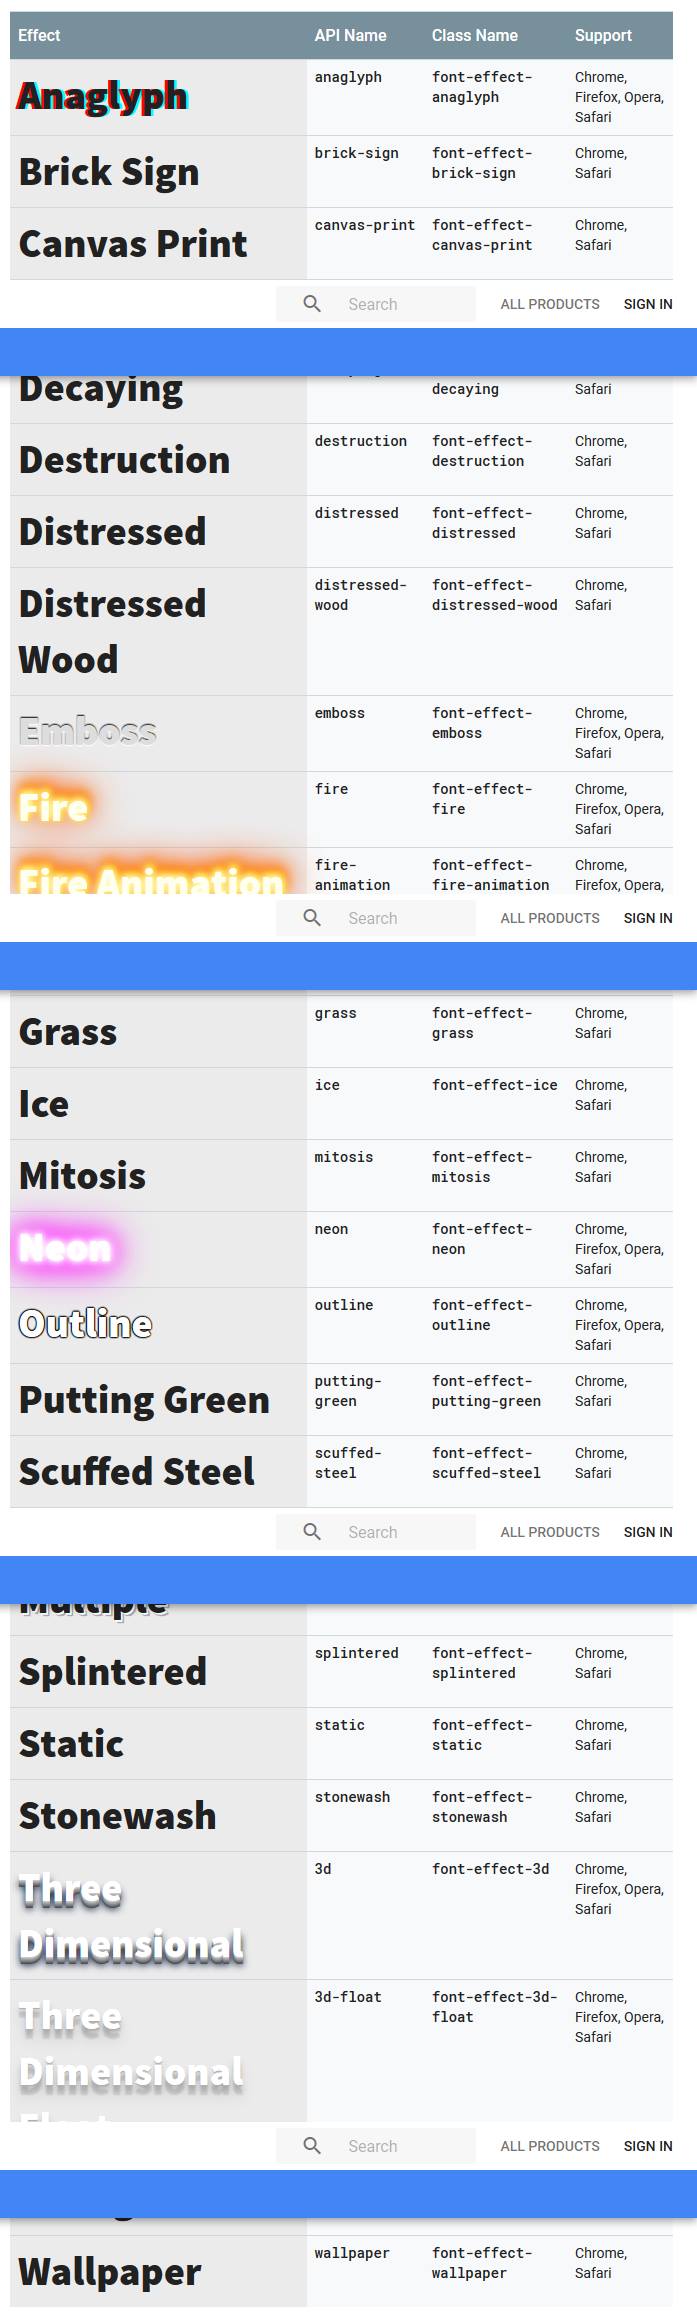 Effect API Name Class Name Support
Anaglyph anaglyph font-effect-anaglyph Chrome, Firefox, Opera, Safari
Brick Sign brick-sign font-effect-brick-sign Chrome, Safari
Canvas Print canvas-print font-effect-canvas-print Chrome, Safari
Search ALL PRODUCTS SIGN IN
Decaying decaying Safari
Destruction destruction font-effect-destruction Chrome, Safari
Distressed distressed font-effect-distressed Chrome, Safari
Distressed Wood distressed-wood font-effect-distressed-wood Chrome, Safari
Emboss emboss font-effect-emboss Chrome, Firefox, Opera, Safari
Fire fire font-effect-fire Chrome, Firefox, Opera, Safari
Fire Animation fire-animation font-effect-fire-animation Chrome, Firefox, Opera,
Search ALL PRODUCTS SIGN IN
Grass grass font-effect-grass Chrome, Safari
Ice ice font-effect-ice Chrome, Safari
Mitosis mitosis font-effect-mitosis Chrome, Safari
Neon neon font-effect-neon Chrome, Firefox, Opera, Safari
Outline outline font-effect-outline Chrome, Firefox, Opera, Safari
Putting Green putting-green font-effect-putting-green Chrome, Safari
Scuffed Steel scuffed-steel font-effect-scuffed-steel Chrome, Safari
Search ALL PRODUCTS SIGN IN
Multiple
Splintered splintered font-effect-splintered Chrome, Safari
Static static font-effect-static Chrome, Safari
Stonewash stonewash font-effect-stonewash Chrome, Safari
Three Dimensional 3d font-effect-3d Chrome, Firefox, Opera, Safari
Three Dimensional Float 3d-float font-effect-3d-float Chrome, Firefox, Opera, Safari
Search ALL PRODUCTS SIGN IN
Wallpaper wallpaper font-effect-wallpaper Chrome, Safari